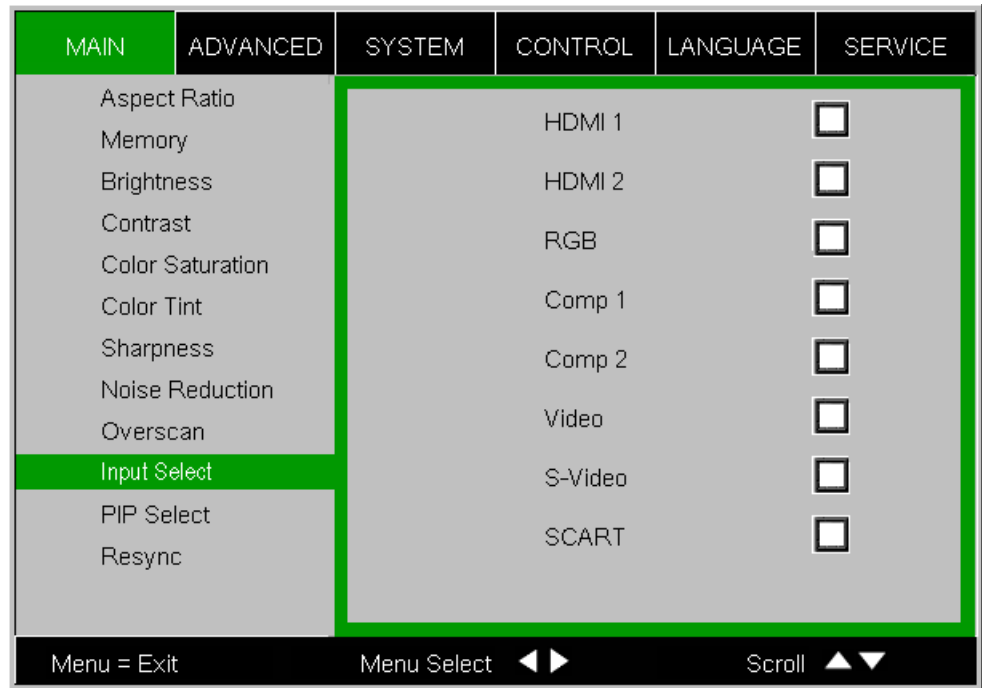 MAIN ADVANCED SYSTEM CONTROL LANGUAGE SERVICE
Aspect Ratio
Memory
Brightness
Contrast
Color Saturation
Color Tint
Sharpness
Noise Reduction
Overscan
Input Select
PIP Select
Resync
HDMI 1
HDMI 2
RGB
Comp 1
Comp 2
Video
S-Video
SCART
Menu = Exit Menu Select Scroll